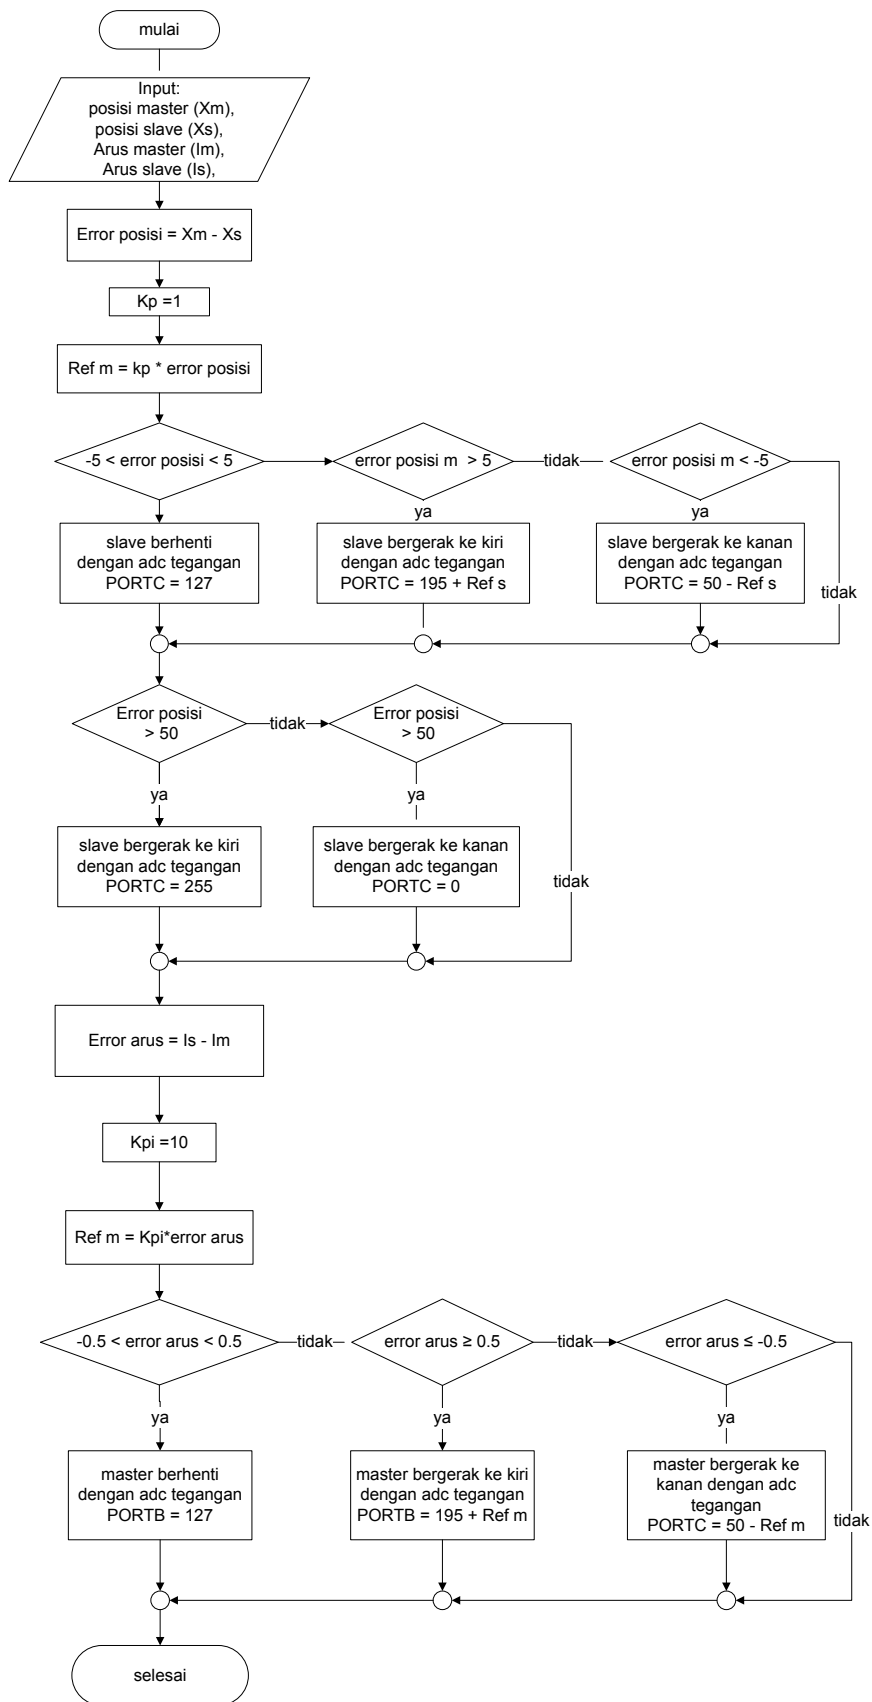 mulai
Input:
posisi master (Xm),
posisi slave (Xs),
Arus master (Im),
Arus slave (Is),
Error posisi = Xm - Xs
Kp =1
Ref m = kp * error posisi
-5 < error posisi < 5
error posisi m  > 5
tidak
error posisi m < -5
ya
ya
slave berhenti
dengan adc tegangan
PORTC = 127
slave bergerak ke kiri
dengan adc tegangan
PORTC = 195 + Ref s
slave bergerak ke kanan
dengan adc tegangan
PORTC = 50 - Ref s
tidak
Error posisi
> 50
tidak
Error posisi
> 50
ya
ya
slave bergerak ke kiri
dengan adc tegangan
PORTC = 255
slave bergerak ke kanan
dengan adc tegangan
PORTC = 0
tidak
Error arus = Is - Im
Kpi =10
Ref m = Kpi*error arus
-0.5 < error arus < 0.5
tidak
error arus ≥ 0.5
tidak
error arus ≤ -0.5
ya
ya
ya
master berhenti
dengan adc tegangan
PORTB = 127
master bergerak ke kiri
dengan adc tegangan
PORTB = 195 + Ref m
master bergerak ke
kanan dengan adc
tegangan
PORTC = 50 - Ref m
tidak
selesai